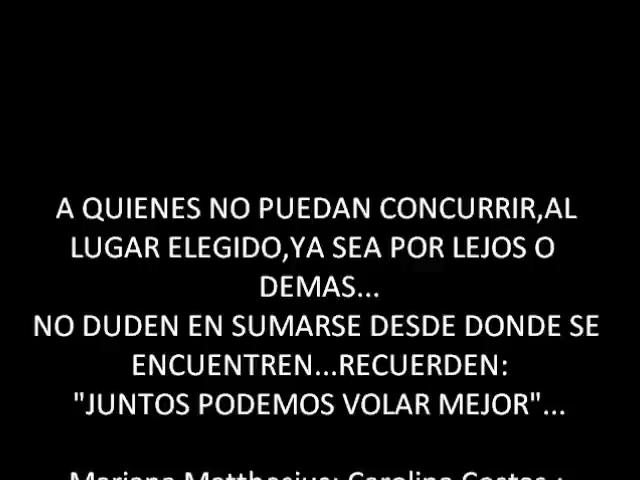 A QUIENES NO PUEDAN CONCURRIR,AL
LUGAR ELEGIDO,YA SEA POR LEJOS O
DEMAS...
NO DUDEN EN SUMARSE DESDE DONDE SE
ENCUENTREN...RECUERDEN:
"JUNTOS PODEMOS VOLAR MEJOR"...
Mariana Matthesius; Carolina